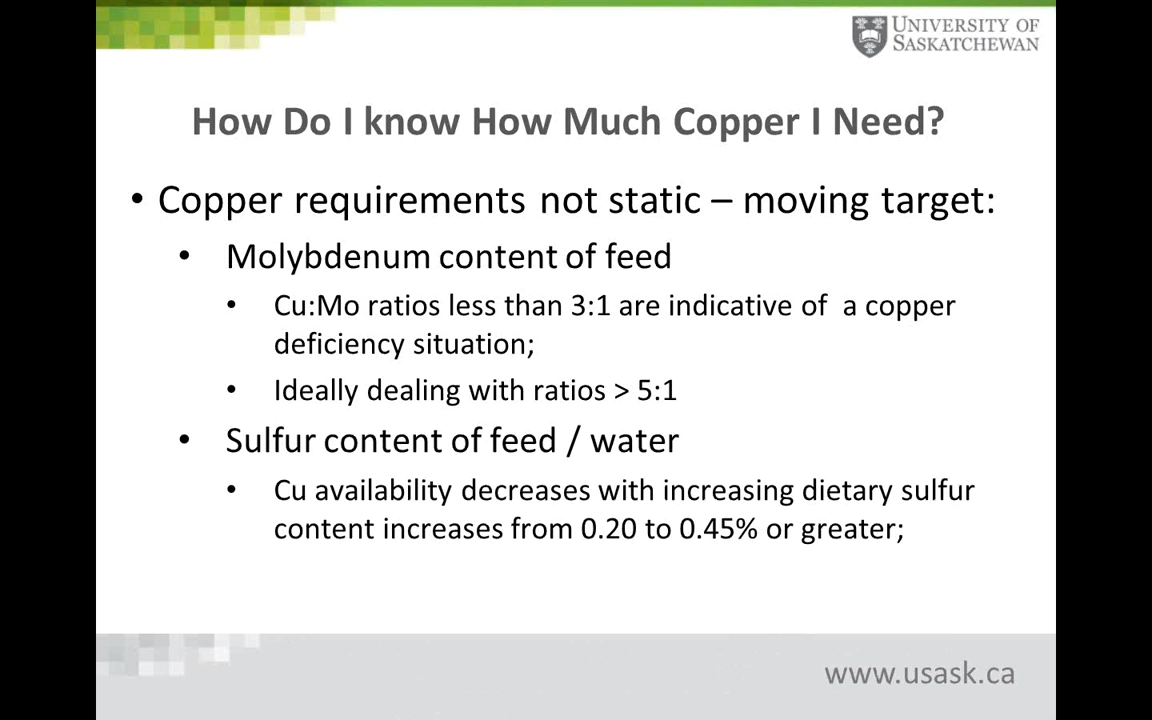 UNIVERSITY OF
SASKATCHEWAN
How Do I know How Much Copper I Need?
• Copper requirements not static – moving target:
• Molybdenum content of feed
• Cu:Mo ratios less than 3:1 are indicative of a copper
deficiency situation;
• Ideally dealing with ratios > 5:1
• Sulfur content of feed / water
• Cu availability decreases with increasing dietary sulfur
content increases from 0.20 to 0.45% or greater;
www.usask.ca